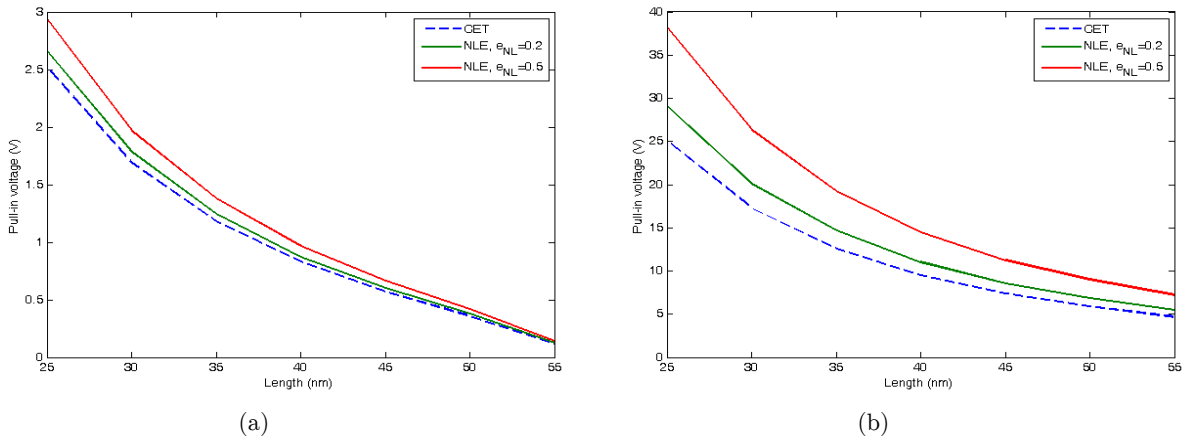 3
2.5
2
1.5
1
0.5
0
Pull-in voltage (V)
25 30 35 40 45 50 55
Length (nm)
CET
NLE, e_NL=0.2
NLE, e_NL=0.5
(a)
40
35
30
25
20
15
10
5
0
Pull-in voltage (V)
25 30 35 40 45 50 55
Length (nm)
CET
NLE, e_NL=0.2
NLE, e_NL=0.5
(b)